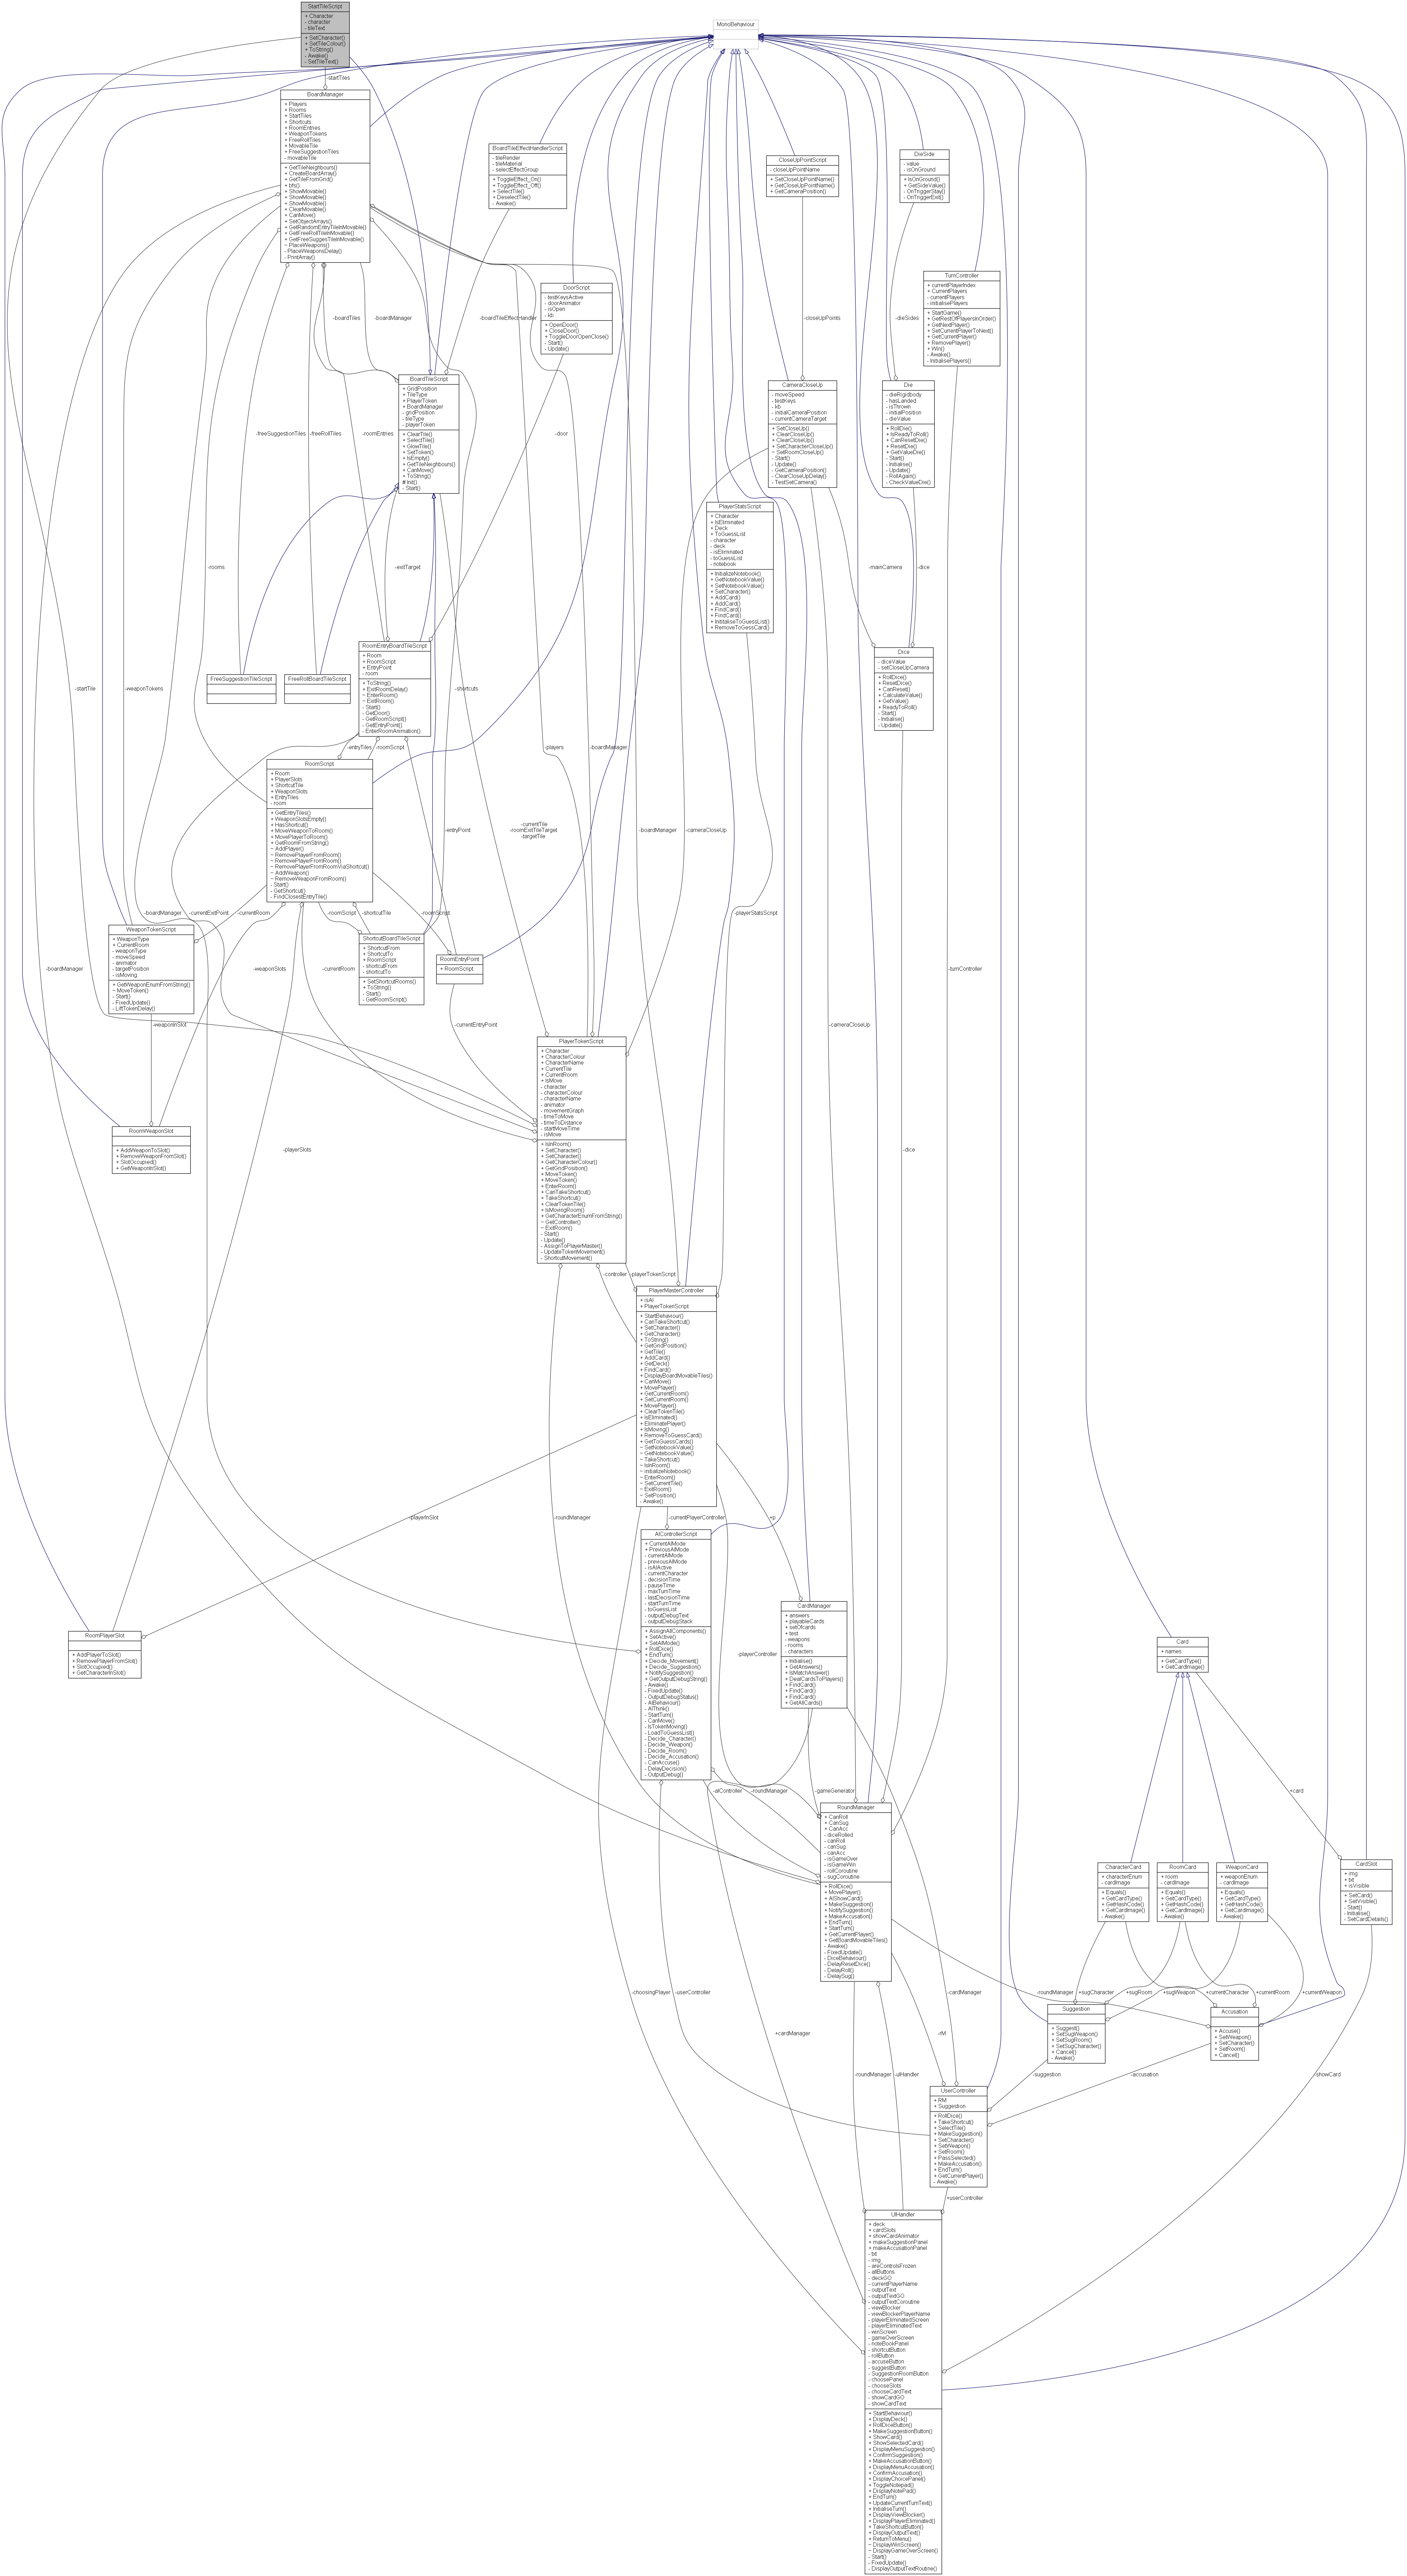 StartTileScript
+ Character
- character
- tileText
+ SetCharacter()
+ SetTileColour()
+ ToString()
- Awake()
- SetTileText()
MonoBehaviour
-startTiles
BoardManager
+ Players
+ Rooms
+ StartTiles
+ Shortcuts
+ RoomEntries
+ WeaponTokens
+ FreeRollTiles
+ MovableTile
+ FreeSuggestionTiles
- movableTile
+ GetTileNeighbours()
+ CreateBoardArray()
+ GetTileFromGrid()
+ bfs()
+ ShowMovable()
+ ShowMovable()
+ ShowMovable()
+ ClearMovable()
+ CanMove()
+ SetObjectArrays()
+ GetRandomEntryTileInMovable()
+ GetFreeRollTileInMovable()
+ GetFreeSuggesTileInMovable()
~ PlaceWeapons()
- PlaceWeaponsDelay()
- PrintArray()
BoardTileEffectHandlerScript
- tileRender
- tileMaterial
- selectEffectGroup
+ ToggleEffect_On()
+ ToggleEffect_Off()
+ SelectTile()
+ DeselectTile()
- Awake()
CloseUpPointScript
- closeUpPointName
+ SetCloseUpPointName()
+ GetCloseUpPointName()
+ GetCameraPosition()
DieSide
- value
- isOnGround
+ IsOnGround()
+ GetSideValue()
- OnTriggerStay()
- OnTriggerExit()
TurnController
+ currentPlayerIndex
+ CurrentPlayers
- currentPlayers
- initialisePlayers
+ StartGame()
+ GetRestOfPlayersInOrder()
+ GetNextPlayer()
+ SetCurrentPlayerToNext()
+ GetCurrentPlayer()
+ RemovePlayer()
+ Win()
- Awake()
- InitialisePlayers()
DoorScript
- testKeysActive
- doorAnimator
- isOpen
- kb
+ OpenDoor()
+ CloseDoor()
+ ToggleDoorOpenClose()
- Start()
- Update()
-boardTiles
-boardManager
-boardTileEffectHandler
-closeUpPoints
-dieSides
BoardTileScript
+ GridPosition
+ TileType
+ PlayerToken
+ BoardManager
- gridPosition
- tileType
- playerToken
+ ClearTile()
+ SelectTile()
+ GlowTile()
+ SetToken()
+ IsEmpty()
+ GetTileNeighbours()
+ CanMove()
+ ToString()
# Init()
- Start()
CameraCloseUp
- moveSpeed
- testKeys
- kb
- initialCameraPosition
- currentCameraTarget
+ SetCloseUp()
+ ClearCloseUp()
+ ClearCloseUp()
+ SetCharacterCloseUp()
~ SetRoomCloseUp()
- Start()
- Update()
- GetCameraPosition()
- ClearCloseUpDelay()
- TestSetCamera()
Die
- dieRigidbody
- hasLanded
- isThrown
- initialPosition
- dieValue
+ RollDie()
+ IsReadyToRoll()
+ CanResetDie()
+ ResetDie()
+ GetValueDie()
- Start()
- Initialise()
- Update()
- RollAgain()
- CheckValueDie()
-freeSuggestionTiles
-freeRollTiles
-roomEntries
-door
PlayerStatsScript
+ Character
+ IsEliminated
+ Deck
+ ToGuessList
- character
- deck
- isEliminated
- toGuessList
- notebook
+ InitializeNotebook()
+ GetNotebookValue()
+ SetNotebookValue()
+ SetCharacter()
+ AddCard()
+ AddCard()
+ FindCard()
+ FindCard()
+ InitialiseToGuessList()
+ RemoveToGessCard()
-rooms
-exitTarget
-mainCamera
-dice
RoomEntryBoardTileScript
+ Room
+ RoomScript
+ EntryPoint
- room
+ ToString()
+ ExitRoomDelay()
~ EnterRoom()
~ ExitRoom()
- Start()
- GetDoor()
- GetRoomScript()
- GetEntryPoint()
- EnterRoomAnimation()
Dice
- diceValue
- setCloseUpCamera
+ RollDice()
+ ResetDice()
+ CanReset()
+ CalculateValue()
+ GetValue()
+ ReadyToRoll()
- Start()
- Initialise()
- Update()
FreeSuggestionTileScript
FreeRollBoardTileScript
-startTile
-weaponTokens
-shortcuts
-entryTiles
-roomScript
-players
-boardManager
RoomScript
+ Room
+ PlayerSlots
+ ShortcutTile
+ WeaponSlots
+ EntryTiles
- room
+ GetEntryTiles()
+ WeaponSlotsEmpty()
+ HasShortcut()
+ MoveWeaponToRoom()
+ MovePlayerToRoom()
+ GetRoomFromString()
~ AddPlayer()
~ RemovePlayerFromRoom()
~ RemovePlayerFromRoom()
~ RemovePlayerFromRoomViaShortcut()
~ AddWeapon()
~ RemoveWeaponFromRoom()
- Start()
- GetShortcut()
- FindClosestEntryTile()
-currentTile
-roomExitTileTarget
-targetTile
-entryPoint
-boardManager
-cameraCloseUp
-boardManager
-currentExitPoint
-currentRoom
-roomScript
-shortcutTile
-roomScript
-playerStatsScript
WeaponTokenScript
+ WeaponType
+ CurrentRoom
- weaponType
- moveSpeed
- animator
- targetPosition
- isMoving
+ GetWeaponEnumFromString()
~ MoveToken()
- Start()
- FixedUpdate()
- LiftTokenDelay()
ShortcutBoardTileScript
+ ShortcutFrom
+ ShortcutTo
+ RoomScript
- shortcutFrom
- shortcutTo
+ SetShortcutRooms()
+ ToString()
- Start()
- GetRoomScript()
RoomEntryPoint
+ RoomScript
-boardManager
-weaponSlots
-currentRoom
-turnController
-weaponInSlot
-currentEntryPoint
-cameraCloseUp
PlayerTokenScript
+ Character
+ CharacterColour
+ CharacterName
+ CurrentTile
+ CurrentRoom
+ IsMove
- character
- characterColour
- characterName
- animator
- movementGraph
- timeToMove
- timeToDistance
- startMoveTime
- isMove
+ IsInRoom()
+ SetCharacter()
+ SetCharacter()
+ GetCharacterColour()
+ GetGridPosition()
+ MoveToken()
+ MoveToken()
+ EnterRoom()
+ CanTakeShortcut()
+ TakeShortcut()
+ ClearTokenTile()
+ IsMovingRoom()
+ GetCharacterEnumFromString()
~ GetController()
~ ExitRoom()
- Start()
- Update()
- AssignToPlayerMaster()
- UpdateTokenMovement()
- ShortcutMovement()
RoomWeaponSlot
+ AddWeaponToSlot()
+ RemoveWeaponFromSlot()
+ SlotOccupied()
+ GetWeaponInSlot()
-playerSlots
-dice
-controller
-playerTokenScript
PlayerMasterController
+ isAI
+ PlayerTokenScript
+ StartBehaviour()
+ CanTakeShortcut()
+ SetCharacter()
+ GetCharacter()
+ ToString()
+ GetGridPosition()
+ GetTile()
+ AddCard()
+ GetDeck()
+ FindCard()
+ DisplayBoardMovableTiles()
+ CanMove()
+ MovePlayer()
+ GetCurrentRoom()
+ SetCurrentRoom()
+ MovePlayer()
+ ClearTokenTile()
+ IsEliminated()
+ EliminatePlayer()
+ IsMoving()
+ RemoveToGuessCard()
+ GetToGuessCards()
~ SetNotebookValue()
~ GetNotebookValue()
~ TakeShortcut()
~ IsInRoom()
~ initializeNotebook()
~ EnterRoom()
~ SetCurrentTile()
~ ExitRoom()
~ SetPosition()
- Awake()
-playerInSlot
-roundManager
-currentPlayerController
+p
AIControllerScript
+ CurrentAIMode
+ PreviousAIMode
- currentAIMode
- previousAIMode
- isAIActive
- currentCharacter
- decisionTime
- pauseTime
- maxTurnTime
- lastDecisionTime
- startTurnTime
- toGuessList
- outputDebugText
- outputDebugStack
+ AssignAllComponents()
+ SetActive()
+ SetAIMode()
+ RollDice()
+ EndTurn()
+ Decide_Movement()
+ Decide_Suggestion()
+ NotifySuggestion()
+ GetOutputDebugString()
- Awake()
- FixedUpdate()
- OutputDebugStatus()
- AIBehaviour()
- AIThink()
- StartTurn()
- CanMove()
- IsTokenMoving()
- LoadToGuessList()
- Decide_Character()
- Decide_Weapon()
- Decide_Room()
- Decide_Accusation()
- CanAccuse()
- DelayDecision()
- OutputDebug()
CardManager
+ answers
+ playableCards
+ setOfcards
+ test
- weapons
- rooms
- characters
+ Initialise()
+ GetAnswers()
+ IsMatchAnswer()
+ DealCardsToPlayers()
+ FindCard()
+ FindCard()
+ FindCard()
+ GetAllCards()
RoomPlayerSlot
+ AddPlayerToSlot()
+ RemovePlayerFromSlot()
+ SlotOccupied()
+ GetCharacterInSlot()
-playerController
Card
+ names
+ GetCardType()
+ GetCardImage()
-aiController
-roundManager
-gameGenerator
+card
RoundManager
+ CanRoll
+ CanSug
+ CanAcc
- diceRolled
- canRoll
- canSug
- canAcc
- isGameOver
- isGameWin
- rollCoroutine
- sugCoroutine
+ RollDice()
+ MovePlayer()
+ AIShowCard()
+ MakeSuggestion()
+ NotifySuggestion()
+ MakeAccusation()
+ EndTurn()
+ StartTurn()
+ GetCurrentPlayer()
+ GetBoardMovableTiles()
- Awake()
- FixedUpdate()
- DiceBehaviour()
- DelayResetDice()
- DelayRoll()
- DelaySug()
CharacterCard
+ characterEnum
- cardImage
+ Equals()
+ GetCardType()
+ GetHashCode()
+ GetCardImage()
- Awake()
RoomCard
+ room
- cardImage
+ Equals()
+ GetCardType()
+ GetHashCode()
+ GetCardImage()
- Awake()
WeaponCard
+ weaponEnum
- cardImage
+ Equals()
+ GetCardType()
+ GetHashCode()
+ GetCardImage()
- Awake()
CardSlot
+ img
+ txt
+ isVisible
+ SetCard()
+ SetVisible()
- Start()
- Initialise()
- SetCardDetails()
-choosingPlayer
-userController
-cardManager
-roundManager
+sugCharacter
+sugRoom
+sugWeapon
+currentCharacter
+currentRoom
+currentWeapon
Suggestion
+ Suggest()
+ SetSugWeapon()
+ SetSugRoom()
+ SetSugCharacter()
+ Cancel()
- Awake()
Accusation
+ Accuse()
+ SetWeapon()
+ SetCharacter()
+ SetRoom()
+ Cancel()
+cardManager
-rM
-roundManager
-uiHandler
-suggestion
-accusation
-showCard
UserController
+ RM
+ Suggestion
+ RollDice()
+ TakeShortcut()
+ SelectTile()
+ MakeSuggestion()
+ SetCharacter()
+ SetWeapon()
+ SetRoom()
+ PassSelected()
+ MakeAccusation()
+ EndTurn()
+ GetCurrentPlayer()
- Awake()
+userController
UIHandler
+ deck
+ cardSlots
+ showCardAnimator
+ makeSuggestionPanel
+ makeAccusationPanel
- txt
- img
- areControlsFrozen
- allButtons
- deckGO
- currentPlayerName
- outputText
- outputTextGO
- outputTextCoroutine
- viewBlocker
- viewBlockerPlayerName
- playerEliminatedScreen
- playerEliminatedText
- winScreen
- gameOverScreen
- noteBookPanel
- shortcutButton
- rollButton
- accuseButton
- suggestButton
- SuggestionRoomButton
- choosePanel
- chooseSlots
- chooseCardText
- showCardGO
- showCardText
+ StartBehaviour()
+ DisplayDeck()
+ RollDiceButton()
+ MakeSuggestionButton()
+ ShowCard()
+ ShowSelectedCard()
+ DisplayMenuSuggestion()
+ ConfirmSuggestion()
+ MakeAccusationButton()
+ DisplayMenuAccusation()
+ ConfirmAccusation()
+ DisplayChoicePanel()
+ ToggleNotepad()
+ DisplayNotePad()
+ EndTurn()
+ UpdateCurrentTurnText()
+ InitialiseTurn()
+ DisplayViewBlocker()
+ DisplayPlayerEliminated()
+ TakeShortcutButton()
+ DisplayOutputText()
+ ReturnToMenu()
~ DisplayWinScreen()
~ DisplayGameOverScreen()
- Start()
- FixedUpdate()
- DisplayOutputTextRoutine()